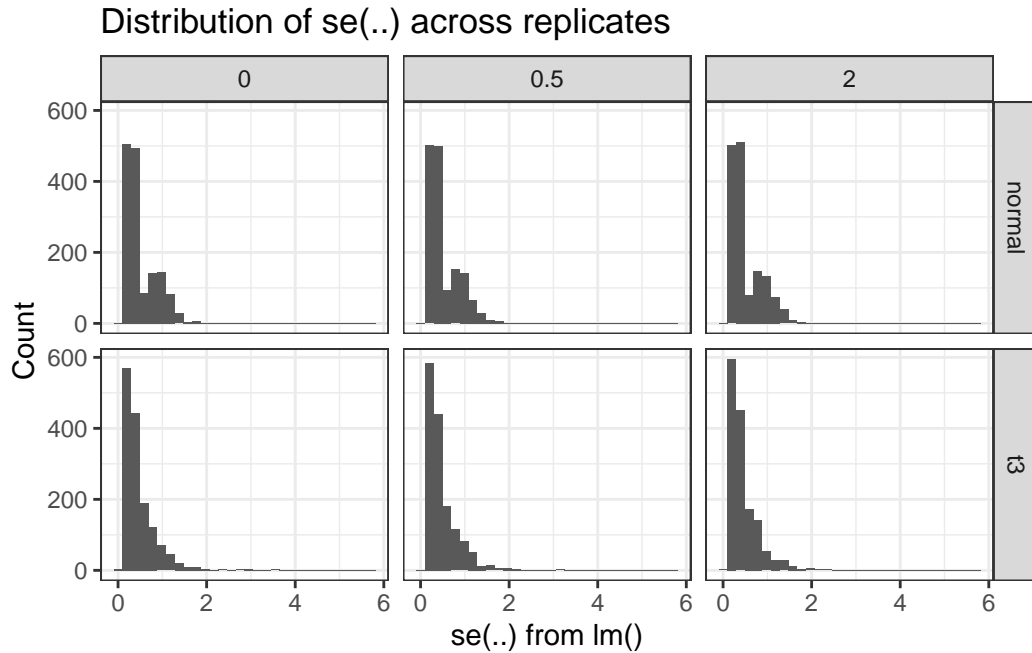 Distribution of se(..) across replicates
0 0.5 2
600
400
200
0
normal
600
400
200
0
t3
Count
0 2 4 6 0 2 4 6 0 2 4 6
se(..) from lm()